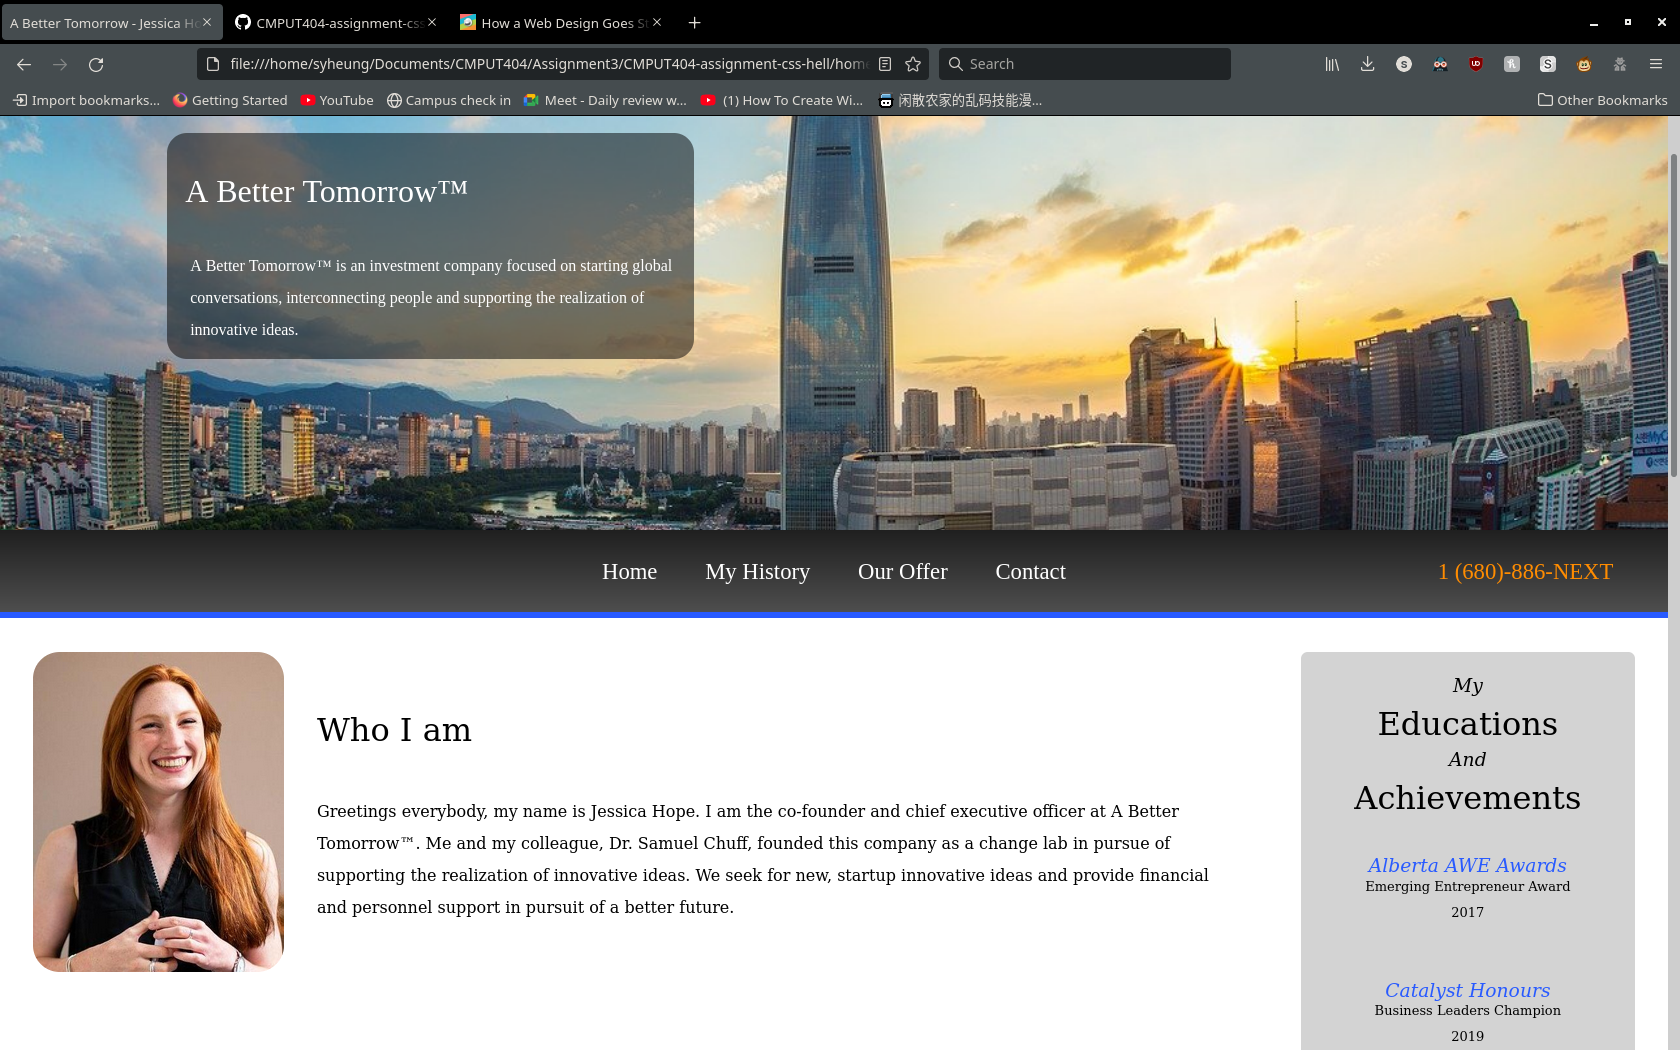 A Better Tomorrow - Jessica Ho
CMPUT404-assignment-css
How a Web Design Goes St
file:///home/syheung/Documents/CMPUT404/Assignment3/CMPUT404-assignment-css-hell/home
Search
Import bookmarks...
Getting Started
YouTube
Campus check in
Meet - Daily review w...
(1) How To Create Wi...
闲散农家的乱码技能漫...
Other Bookmarks
A Better Tomorrow™
A Better Tomorrow™ is an investment company focused on starting global
conversations, interconnecting people and supporting the realization of
innovative ideas.
Home
My History
Our Offer
Contact
1 (680)-886-NEXT
Who I am
Greetings everybody, my name is Jessica Hope. I am the co-founder and chief executive officer at A Better
Tomorrow™. Me and my colleague, Dr. Samuel Chuff, founded this company as a change lab in pursue of
supporting the realization of innovative ideas. We seek for new, startup innovative ideas and provide financial
and personnel support in pursuit of a better future.
My
Educations
And
Achievements
Alberta AWE Awards
Emerging Entrepreneur Award
2017
Catalyst Honours
Business Leaders Champion
2019